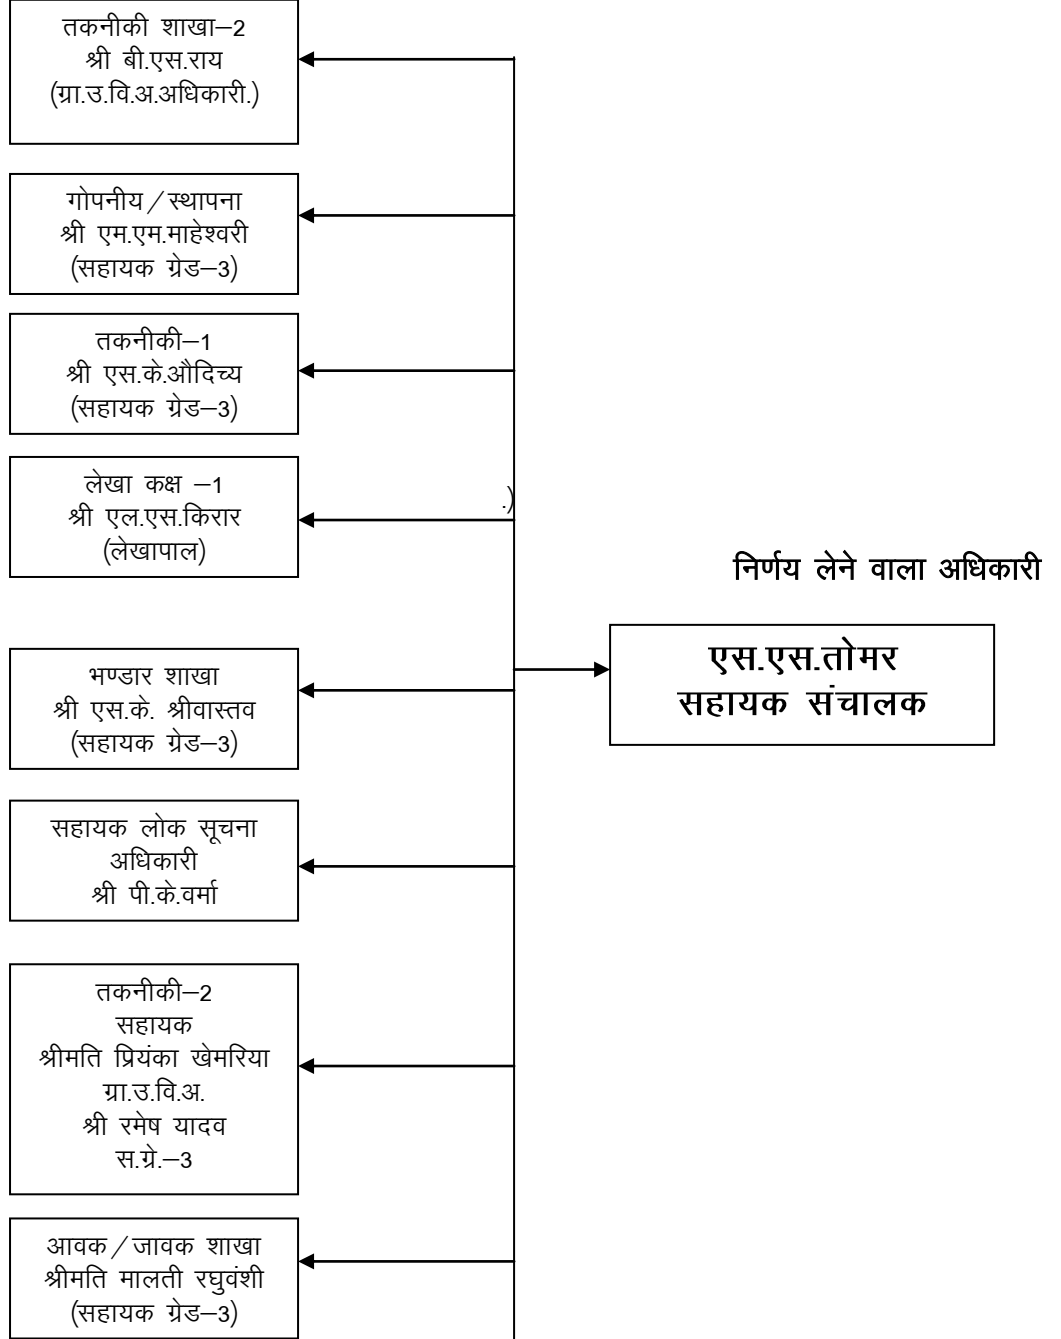 तकनीकी शाखा–2
श्री बी.एस.राय
(ग्रा.उ.वि.अ.अधिकारी.)
गोपनीय/स्थापना
श्री एम.एम.माहेश्वरी
(सहायक ग्रेड–3)
तकनीकी–1
श्री एस.के.औदिच्य
(सहायक ग्रेड–3)
लेखा कक्ष –1
श्री एल.एस.किरार
(लेखापाल)
.)
निर्णय लेने वाला अधिकारी
एस.एस.तोमर
सहायक संचालक
भण्डार शाखा
श्री एस.के. श्रीवास्तव
(सहायक ग्रेड–3)
सहायक लोक सूचना
अधिकारी
श्री पी.के.वर्मा
तकनीकी–2
सहायक
श्रीमति प्रियंका खेमरिया
ग्रा.उ.वि.अ.
श्री रमेष यादव
स.ग्रे.–3
आवक/जावक शाखा
श्रीमति मालती रघुवंशी
(सहायक ग्रेड–3)